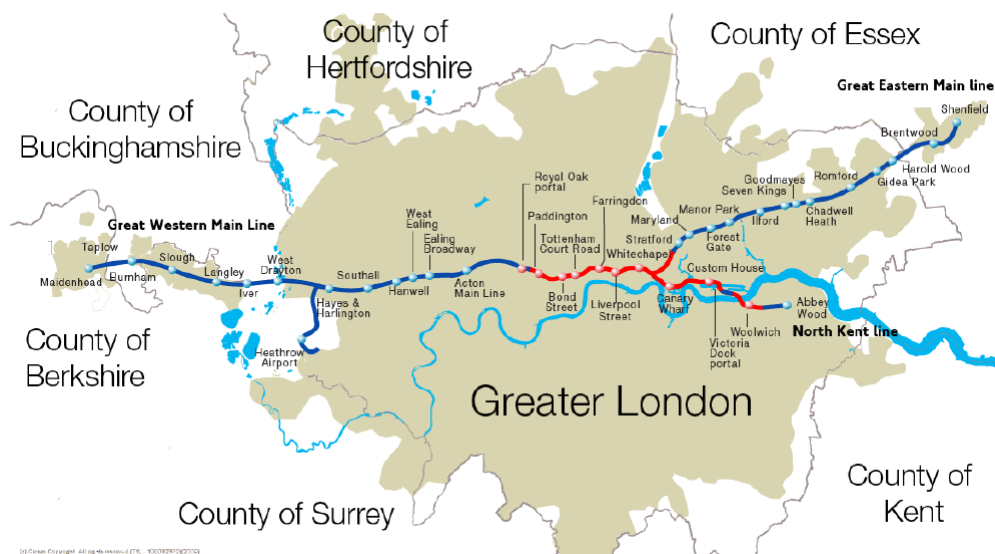 County of
Hertfordshire
County of Essex
Great Eastern Main line
Shenfield
County of
Buckinghamshire
Brentwood
Harold Wood
Gidea Park
Romford
Goodmayes
Seven Kings
Chadwell
Heath
Ilford
Manor Park
Forest
Gate
Maryland
Stratford
Royal Oak
portal
Farringdon
Paddington
Tottenham
Court Road
Whitechapel
West
Ealing
Ealing
Broadway
Great Western Main Line
Taplow
Slough
Maidenhead
Burnham
Langley
Iver
West
Drayton
Southall
Hayes &
Harlington
Hanwell
Acton
Main Line
Bond
Street
Liverpool
Street
Canary
Wharf
Custom House
Victoria
Dock
portal
Woolwich
Abbey
Wood
North Kent line
Heathrow
Airport
County of
Berkshire
Greater London
County of
Kent
County of Surrey